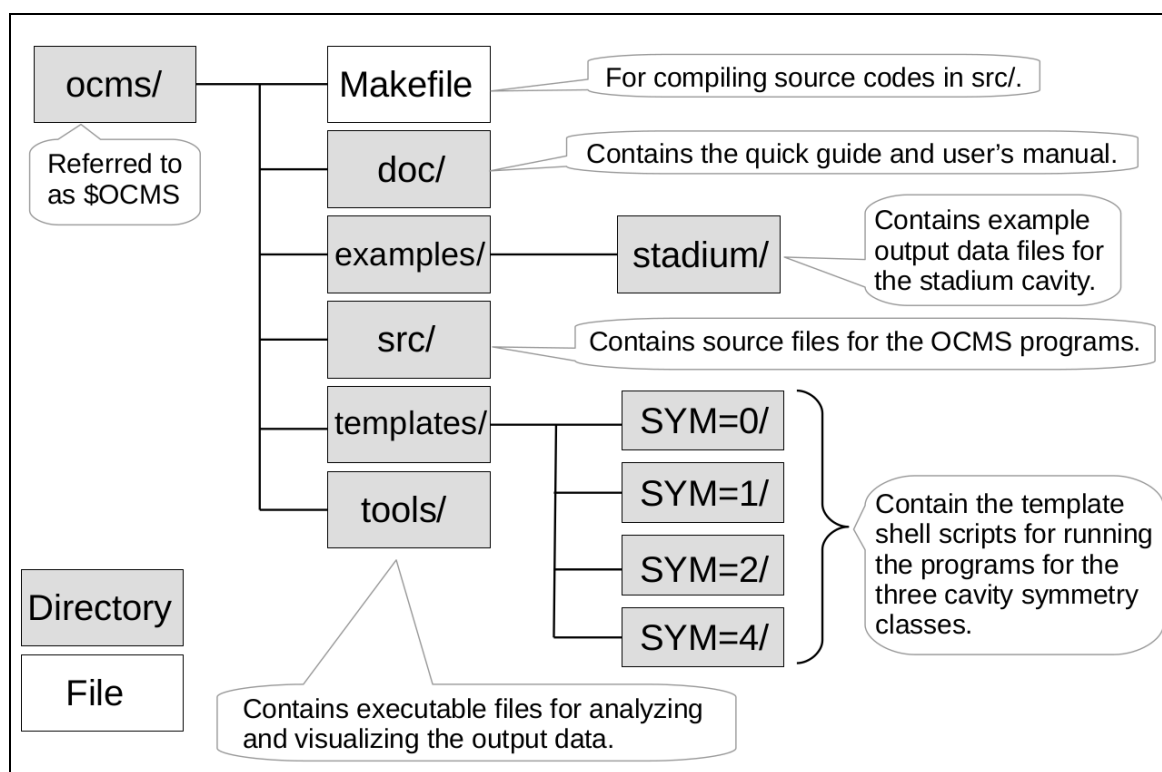 ocms/
Makefile
For compiling source codes in src/.
Referred to
as $OCMS
doc/
Contains the quick guide and user's manual.
examples/
stadium/
Contains example
output data files for
the stadium cavity.
src/
Contains source files for the OCMS programs.
templates/
SYM=0/
SYM=1/
SYM=2/
SYM=4/
Contain the template
shell scripts for running
the programs for the
three cavity symmetry
classes.
tools/
Contains executable files for analyzing
and visualizing the output data.
Directory
File